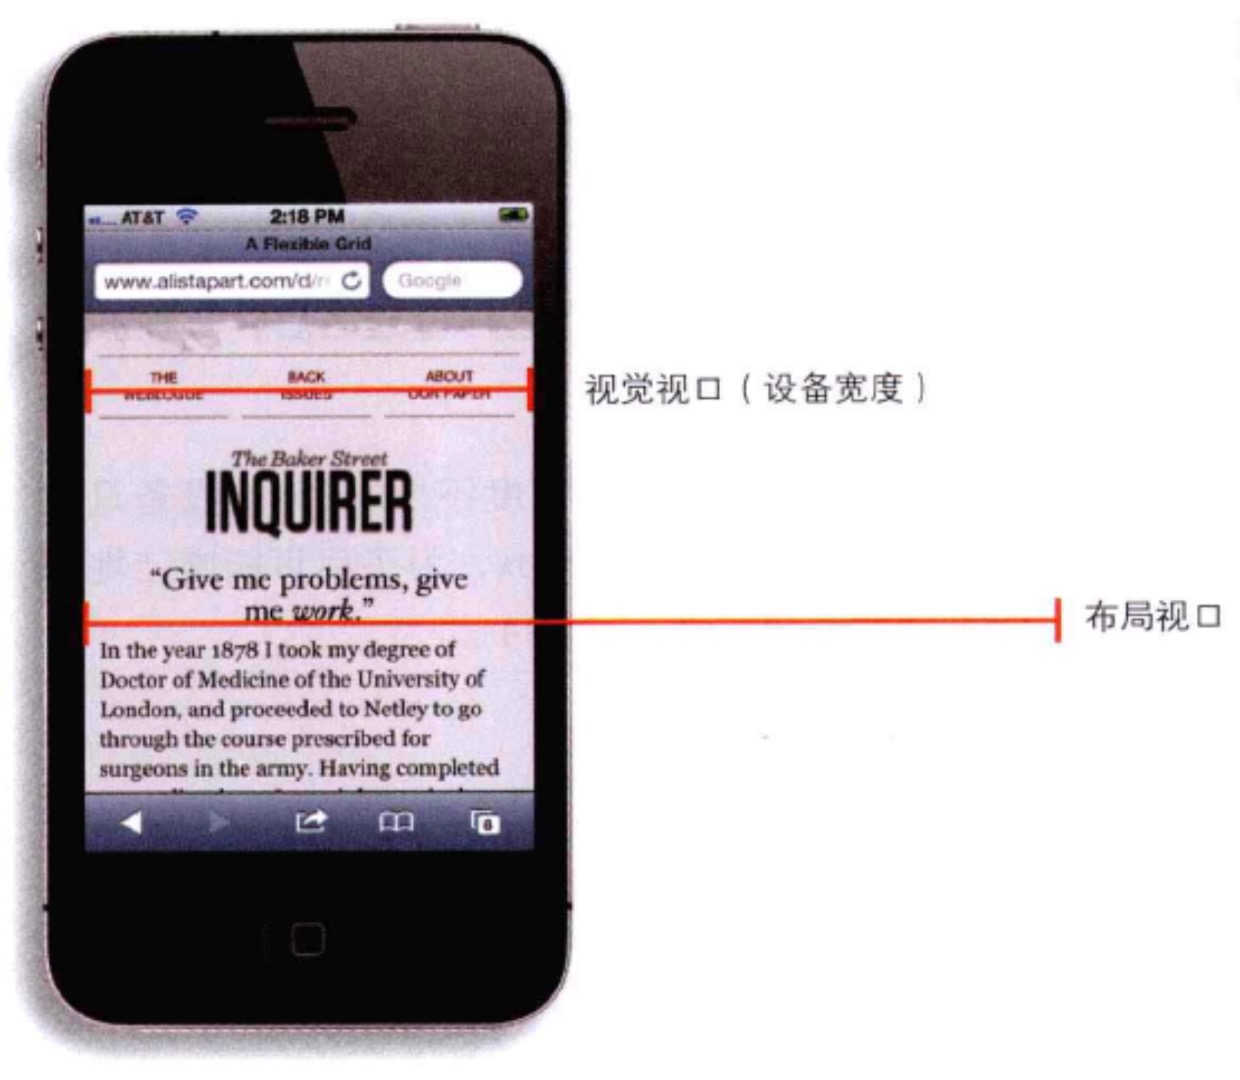 AT&T 2:18 PM
A Flexible Grid
www.alistapart.com/d/r Google
THE BACK ABOUT
WEBLOGUE ISSUES OUR PAPER
视觉视口(设备宽度)
The Baker Street
INQUIRER
“Give me problems, give
me work.”
布局视口
In the year 1878 I took my degree of
Doctor of Medicine of the University of
London, and proceeded to Netley to go
through the course prescribed for
surgeons in the army. Having completed
8